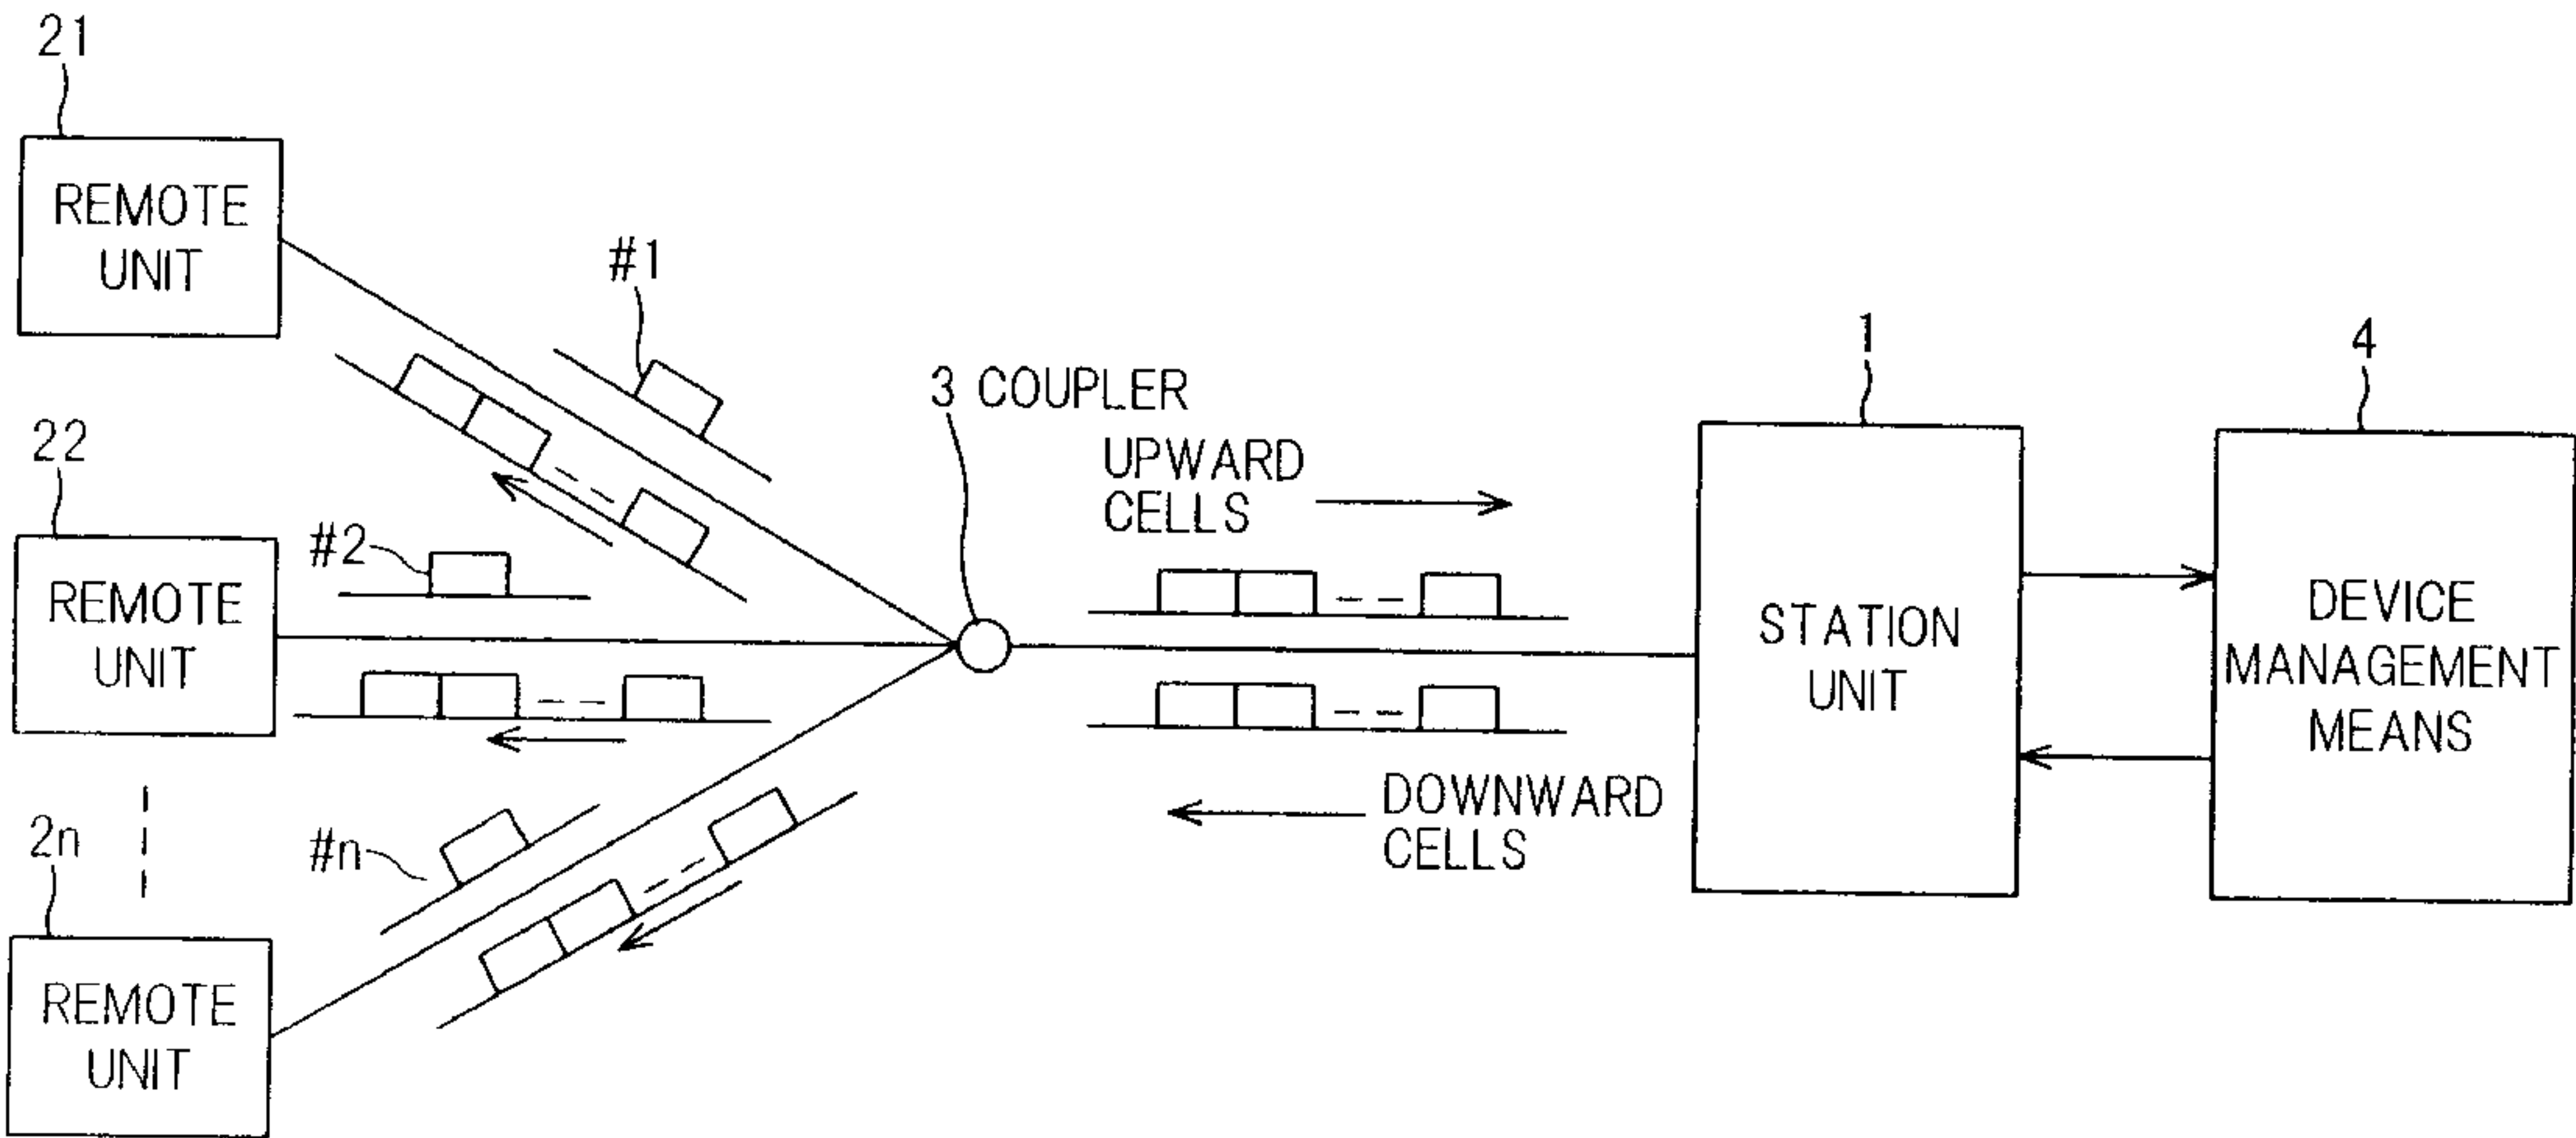 21
REMOTE
UNIT
#1
3 COUPLER
UPWARD
CELLS
1
4
22
#2
REMOTE
UNIT
STATION
UNIT
DEVICE
MANAGEMENT
MEANS
DOWNWARD
CELLS
2n
#n
REMOTE
UNIT